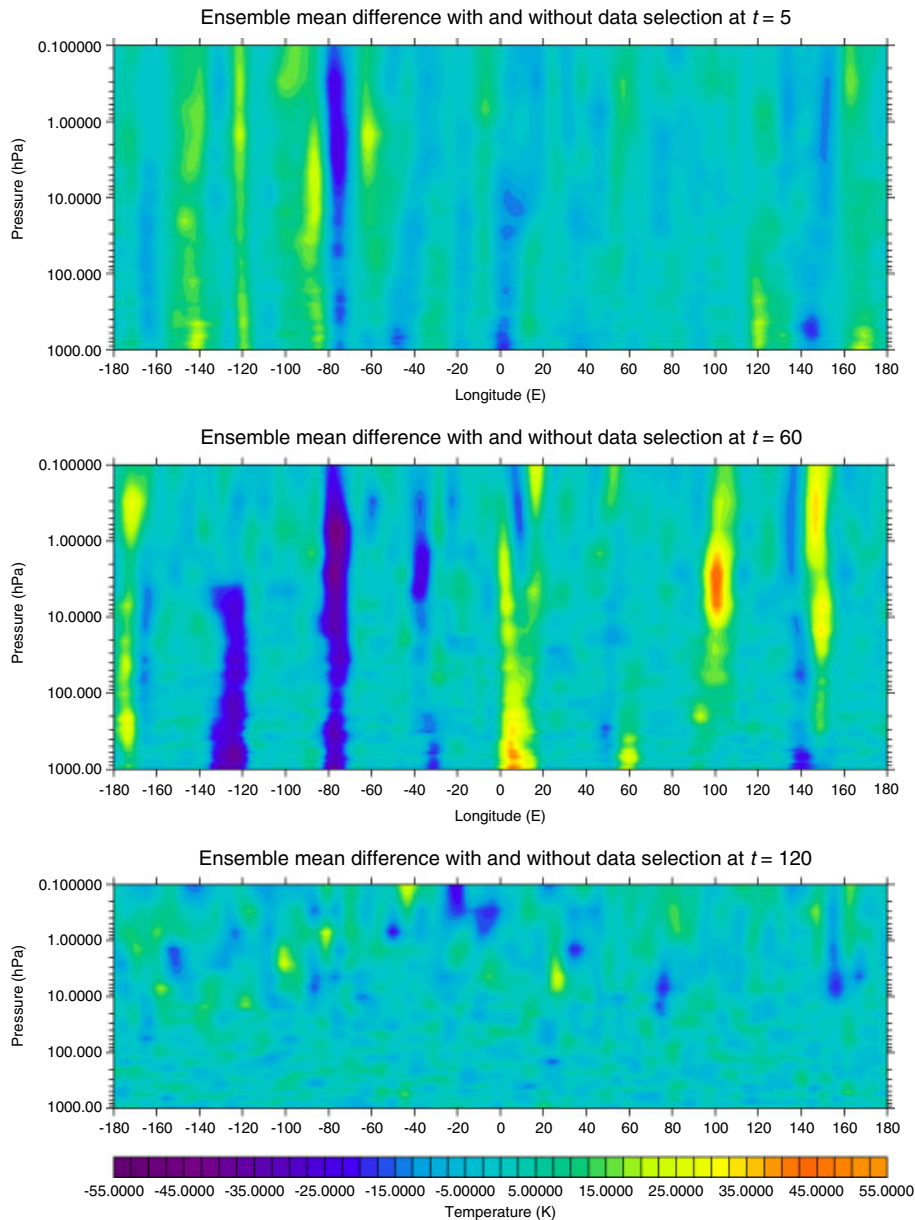 Ensemble mean difference with and without data selection at t = 5
0.100000
1.00000
10.0000
100.000
1000.00
Pressure (hPa)
-180 -160 -140 -120 -100 -80 -60 -40 -20 0 20 40 60 80 100 120 140 160 180
Longitude (E)
Ensemble mean difference with and without data selection at t = 60
0.100000
1.00000
10.0000
100.000
1000.00
Pressure (hPa)
-180 -160 -140 -120 -100 -80 -60 -40 -20 0 20 40 60 80 100 120 140 160 180
Longitude (E)
Ensemble mean difference with and without data selection at t = 120
0.100000
1.00000
10.0000
100.000
1000.00
Pressure (hPa)
-180 -160 -140 -120 -100 -80 -60 -40 -20 0 20 40 60 80 100 120 140 160 180
-55.0000 -45.0000 -35.0000 -25.0000 -15.0000 -5.00000 5.00000 15.0000 25.0000 35.0000 45.0000 55.0000
Temperature (K)